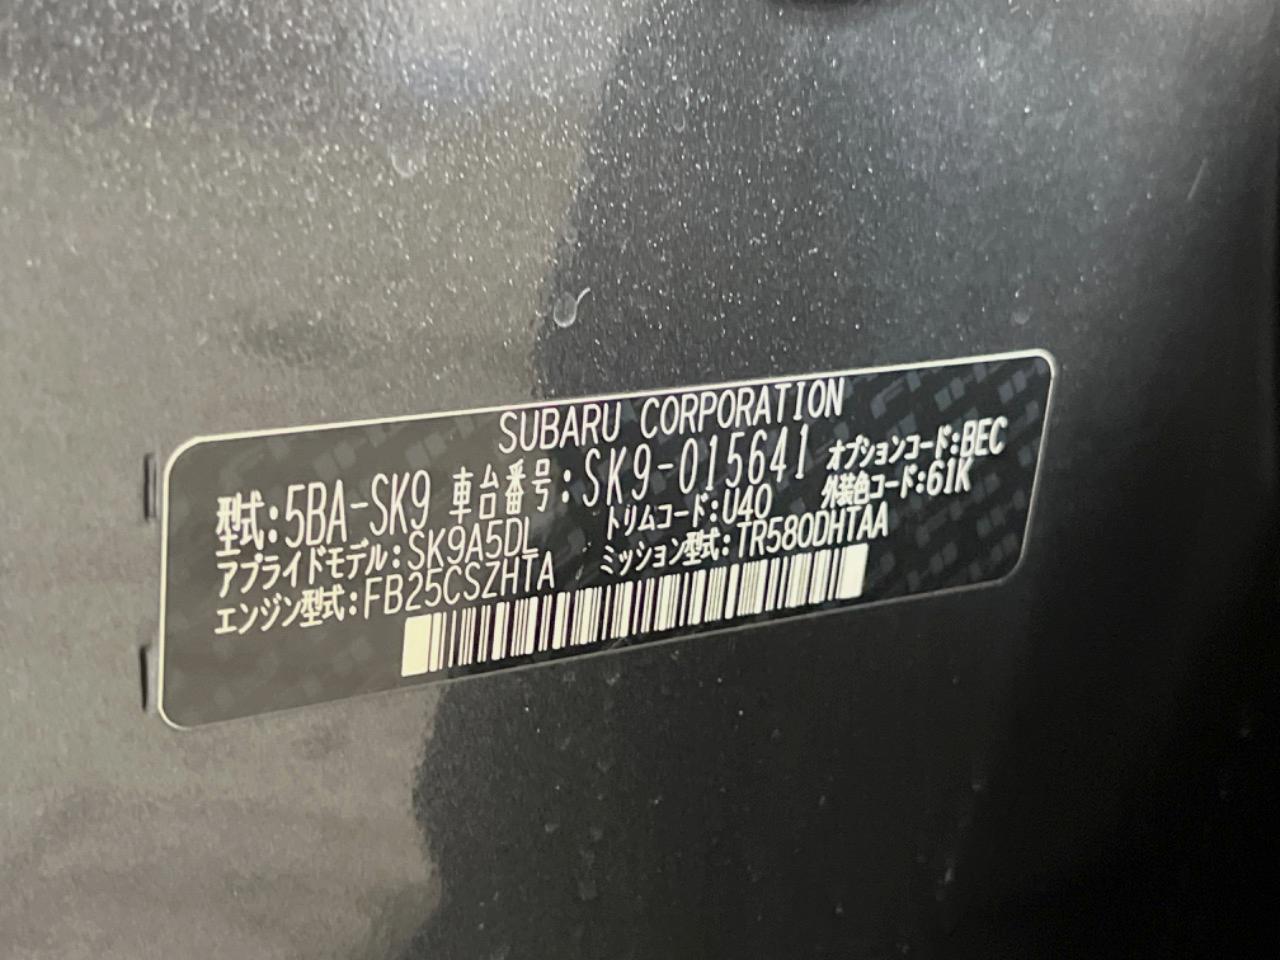 SUBARU CORPORATION
型式:5BA-SK9 車台番号:SK9-015641 オプションコード:BEC
アプライドモデル:SK9A5DL トリムコード:U40 外装色コード:61K
エンジン型式:FB25CSZHTA ミッション型式:TR580DHTAA